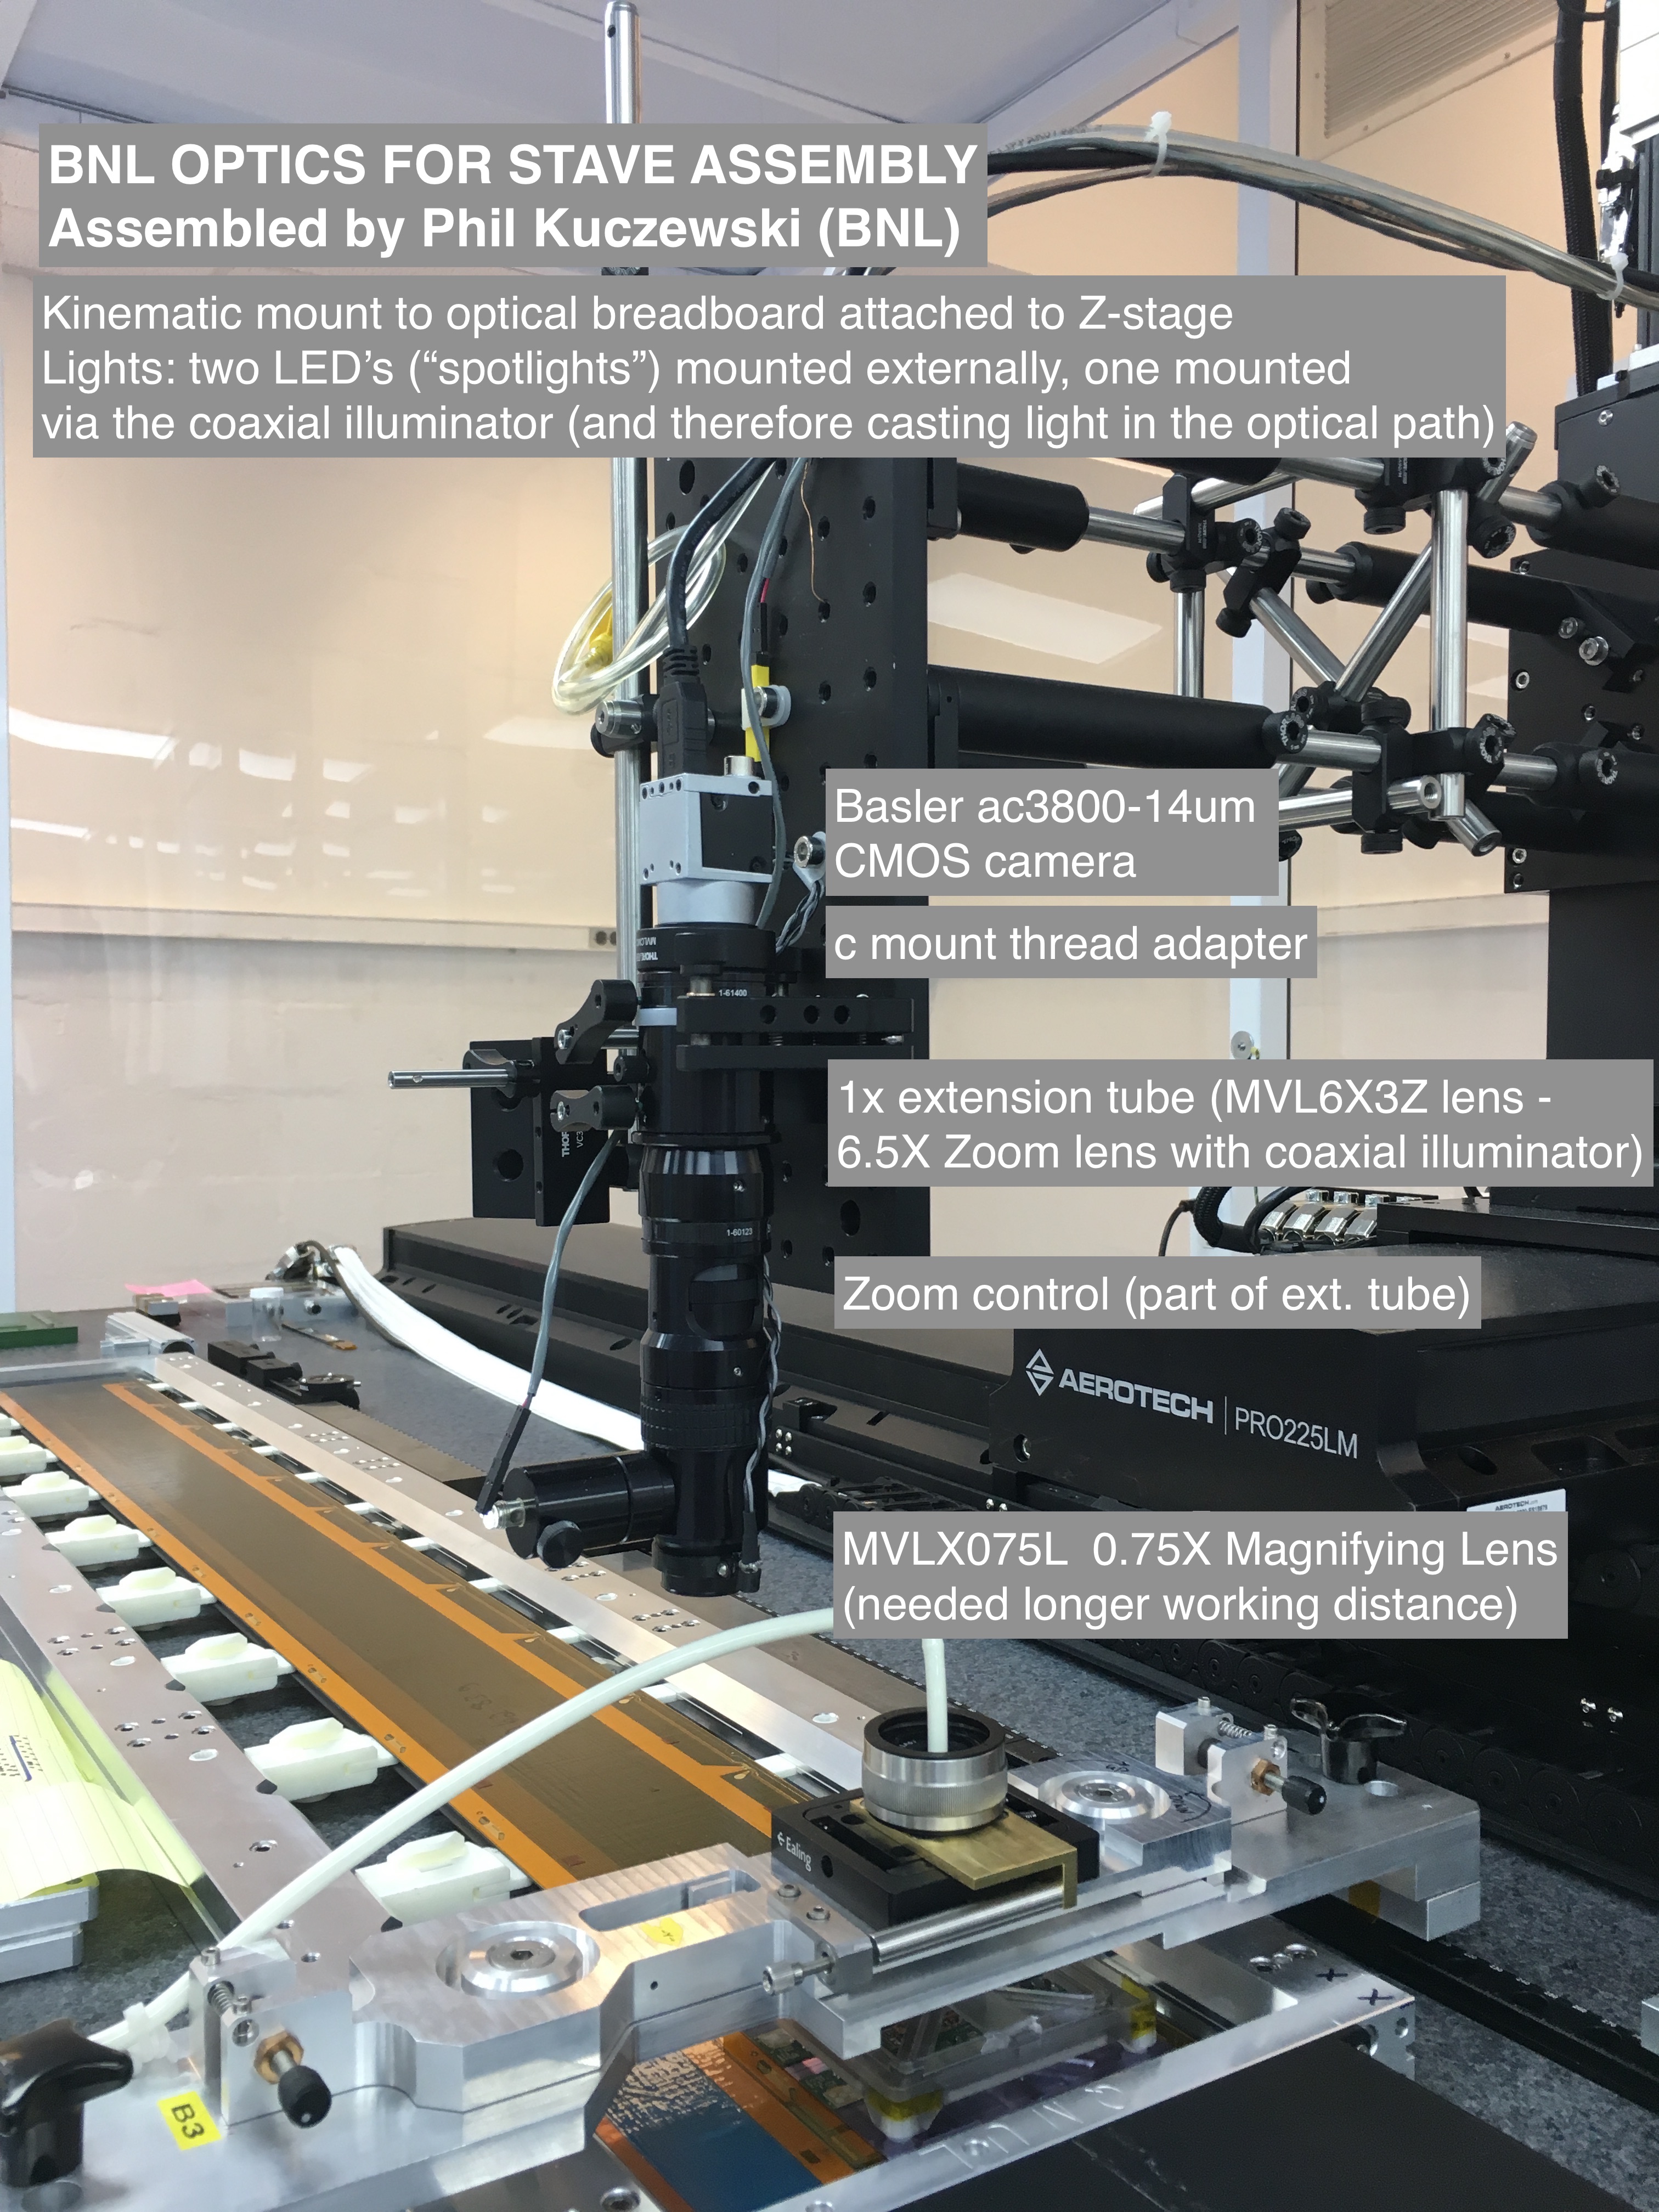 BNL OPTICS FOR STAVE ASSEMBLY
Assembled by Phil Kuczewski (BNL)
Kinematic mount to optical breadboard attached to Z-stage
Lights: two LED’s (“spotlights”) mounted externally, one mounted
via the coaxial illuminator (and therefore casting light in the optical path)
Basler ac3800-14um
CMOS camera
c mount thread adapter
1-61400
1x extension tube (MVL6X3Z lens -
6.5X Zoom lens with coaxial illuminator)
1-60123
Zoom control (part of ext. tube)
AEROTECH PRO225LM
MVLX075L 0.75X Magnifying Lens
(needed longer working distance)
← Ealing
B3